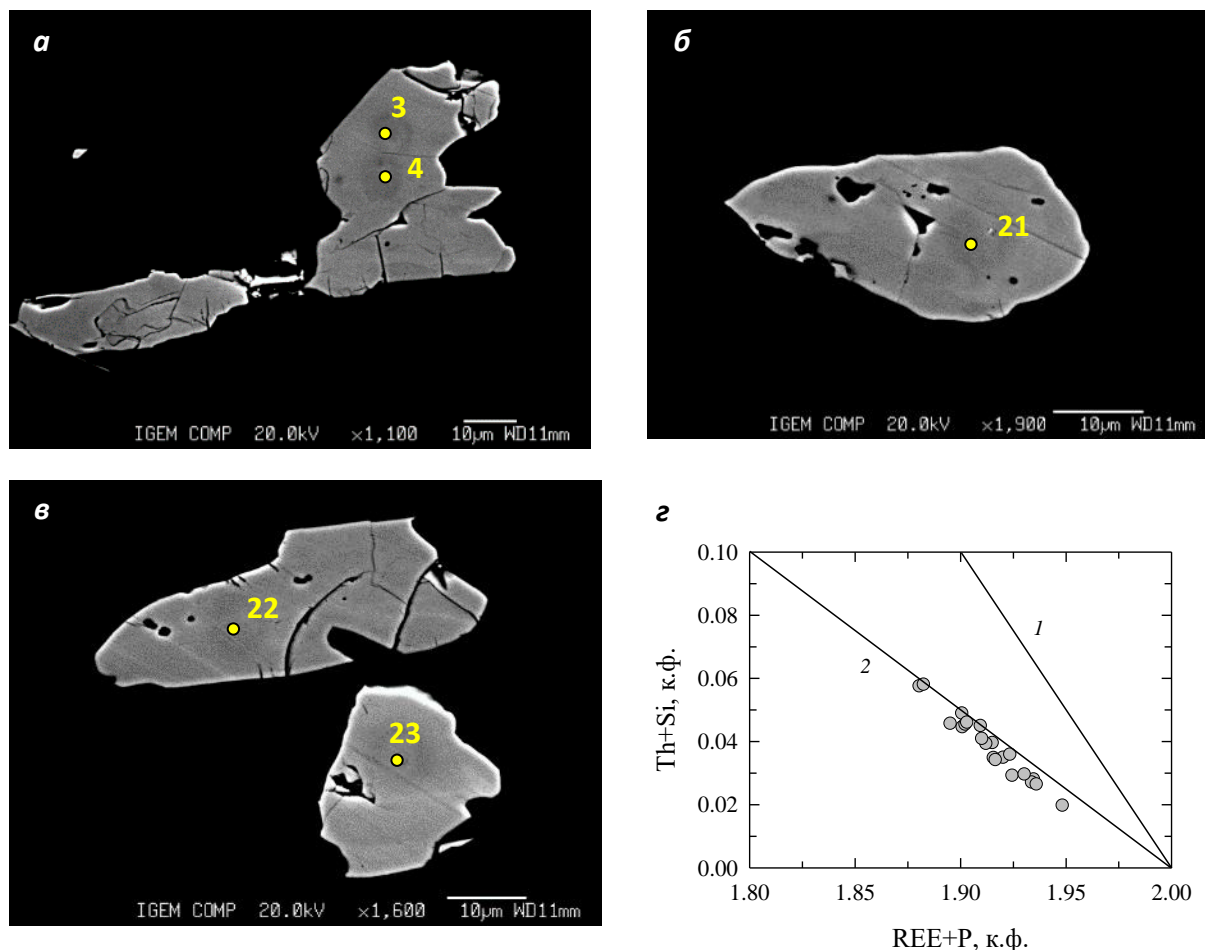 а
3
4
IGEM COMP 20.0kV ×1,100 10μm WD11mm
б
21
IGEM COMP 20.0kV ×1,900 10μm WD11mm
в
22
23
IGEM COMP 20.0kV ×1,600 10μm WD11mm
г
0.10
0.08
0.06
0.04
0.02
0.00
1
2
Th+Si, к.ф.
1.80 1.85 1.90 1.95 2.00
REE+P, к.ф.